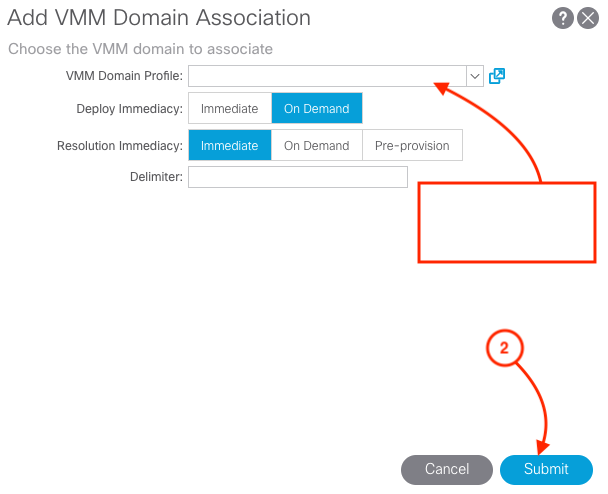 Add VMM Domain Association
?
Choose the VMM domain to associate
VMM Domain Profile:
Deploy Immediacy: Immediate On Demand
Resolution Immediacy: Immediate On Demand Pre-provision
Delimiter:
2
Cancel Submit